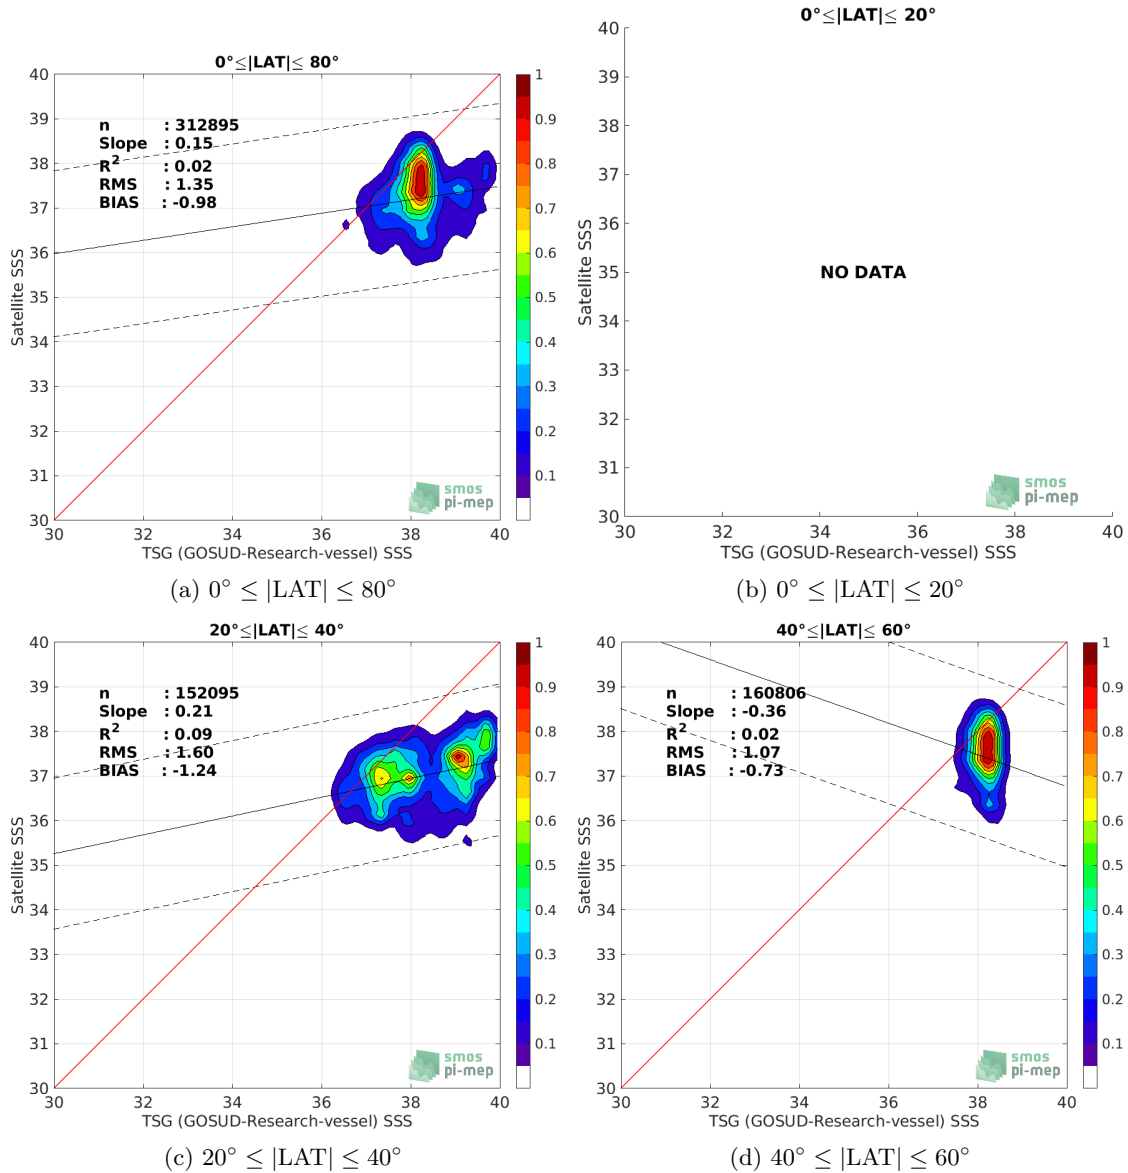 0°≤|LAT|≤ 80°
40
39
38
37
36
35
34
33
32
31
30
30 32 34 36 38 40
Satellite SSS
TSG (GOSUD-Research-vessel) SSS
n : 312895
Slope : 0.15
R² : 0.02
RMS : 1.35
BIAS : -0.98
1
0.9
0.8
0.7
0.6
0.5
0.4
0.3
0.2
0.1
smos
pi-mep
(a) 0° ≤ |LAT| ≤ 80°
0°≤|LAT|≤ 20°
40
39
38
37
36
35
34
33
32
31
30
30 32 34 36 38 40
Satellite SSS
TSG (GOSUD-Research-vessel) SSS
NO DATA
smos
pi-mep
(b) 0° ≤ |LAT| ≤ 20°
20°≤|LAT|≤ 40°
40
39
38
37
36
35
34
33
32
31
30
30 32 34 36 38 40
Satellite SSS
TSG (GOSUD-Research-vessel) SSS
n : 152095
Slope : 0.21
R² : 0.09
RMS : 1.60
BIAS : -1.24
1
0.9
0.8
0.7
0.6
0.5
0.4
0.3
0.2
0.1
smos
pi-mep
(c) 20° ≤ |LAT| ≤ 40°
40°≤|LAT|≤ 60°
40
39
38
37
36
35
34
33
32
31
30
30 32 34 36 38 40
Satellite SSS
TSG (GOSUD-Research-vessel) SSS
n : 160806
Slope : -0.36
R² : 0.02
RMS : 1.07
BIAS : -0.73
1
0.9
0.8
0.7
0.6
0.5
0.4
0.3
0.2
0.1
smos
pi-mep
(d) 40° ≤ |LAT| ≤ 60°